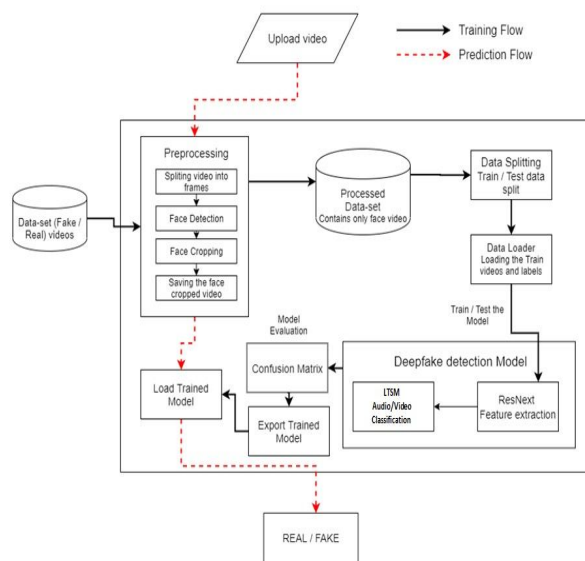 Upload video
Training Flow
Prediction Flow
Preprocessing
Spliting video into
frames
Face Detection
Face Cropping
Saving the face
cropped video
Data-set (Fake /
Real) videos
Processed
Data-set
Contains only face video
Data Splitting
Train / Test data
split
Data Loader
Loading the Train
videos and labels
Train / Test the
Model
Model
Evaluation
Confusion Matrix
Export Trained
Model
Load Trained
Model
Deepfake detection Model
LTSM
Audio/Video
Classification
ResNext
Feature extraction
REAL / FAKE